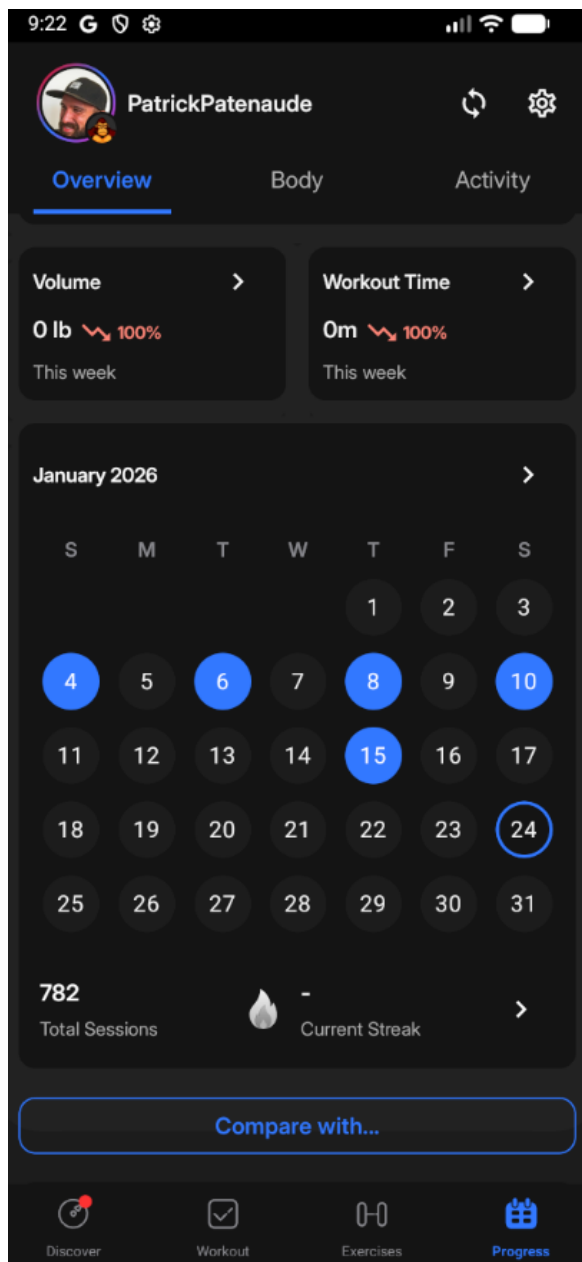 9:22 G
PatrickPatenaude
Overview Body Activity
Volume
0 lb 100%
This week
Workout Time
0m 100%
This week
January 2026
S M T W T F S
1 2 3
4 5 6 7 8 9 10
11 12 13 14 15 16 17
18 19 20 21 22 23 24
25 26 27 28 29 30 31
782
Total Sessions
-
Current Streak
Compare with...
Discover Workout Exercises Progress